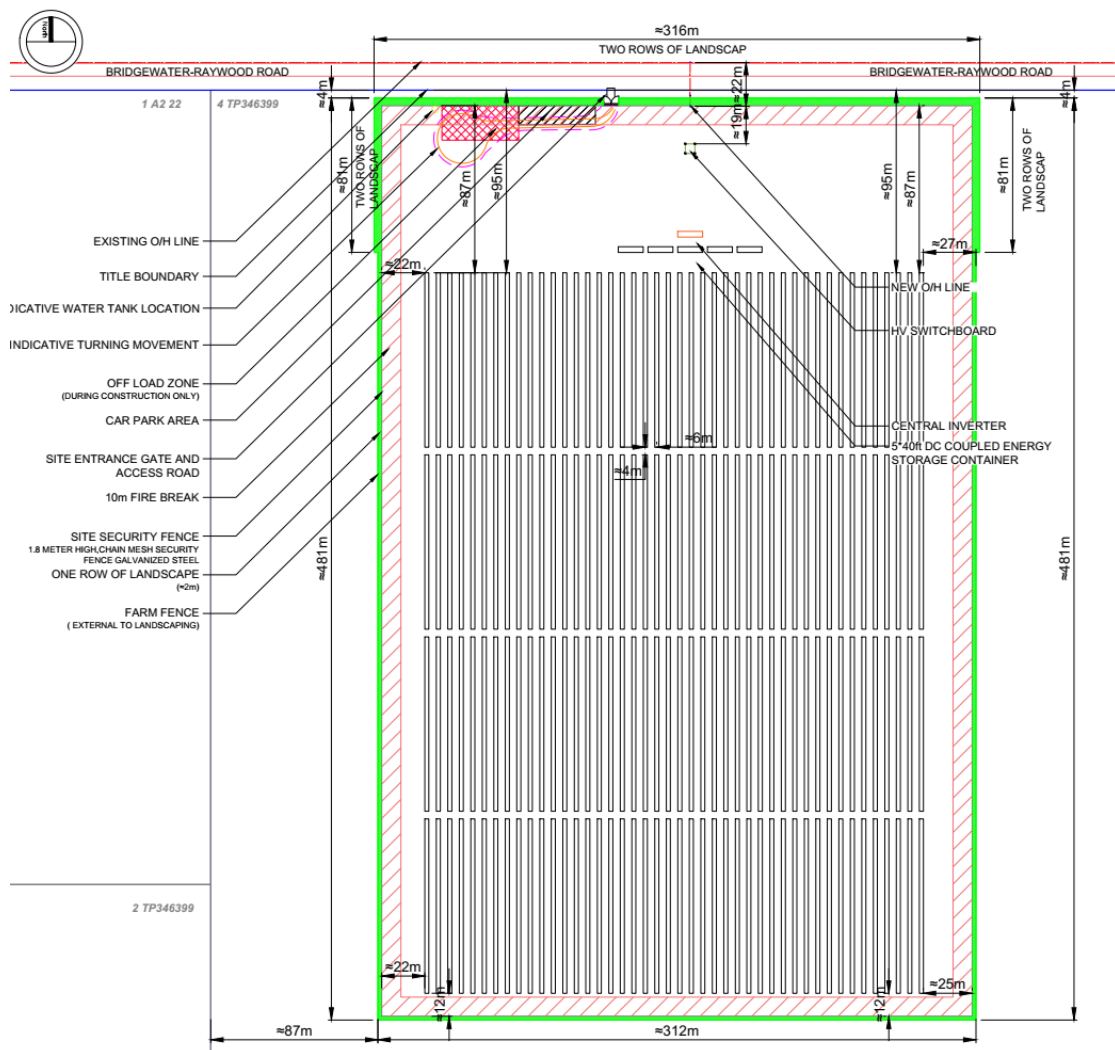 North
≈316m
TWO ROWS OF LANDSCAP
BRIDGEWATER-RAYWOOD ROAD
BRIDGEWATER-RAYWOOD ROAD
≈4m
≈22m
≈4m
1 A2 22
4 TP346399
≈19m
≈81m
TWO ROWS OF
LANDSCAP
≈87m
≈95m
≈95m
≈87m
≈81m
TWO ROWS OF
LANDSCAP
EXISTING O/H LINE
TITLE BOUNDARY
DICATIVE WATER TANK LOCATION
INDICATIVE TURNING MOVEMENT
OFF LOAD ZONE
(DURING CONSTRUCTION ONLY)
CAR PARK AREA
SITE ENTRANCE GATE AND
ACCESS ROAD
10m FIRE BREAK
SITE SECURITY FENCE
1.8 METER HIGH,CHAIN MESH SECURITY
FENCE GALVANIZED STEEL
ONE ROW OF LANDSCAPE
(≈2m)
FARM FENCE
( EXTERNAL TO LANDSCAPING)
≈22m
≈27m
NEW O/H LINE
HV SWITCHBOARD
CENTRAL INVERTER
5*40ft DC COUPLED ENERGY
STORAGE CONTAINER
≈6m
≈4m
≈481m
≈481m
2 TP346399
≈22m
≈12m
≈12m
≈25m
≈87m
≈312m